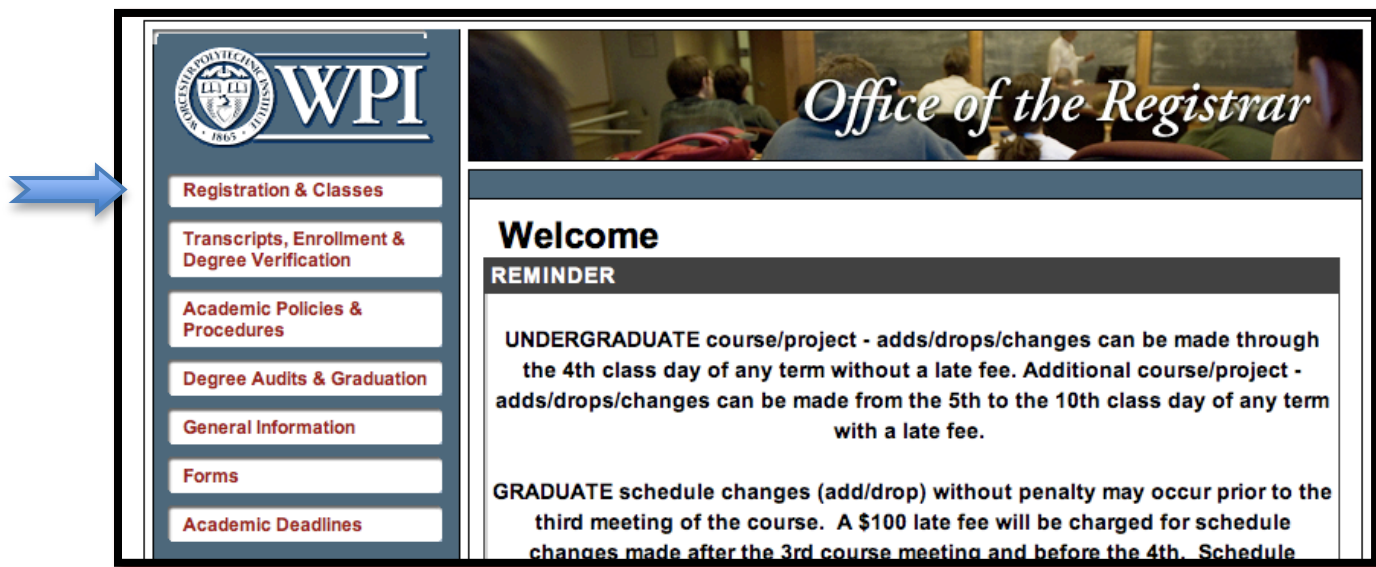 WORCESTER POLYTECHNIC INSTITUTE
1865
WPI
Office of the Registrar
Registration & Classes
Transcripts, Enrollment &
Degree Verification
Academic Policies &
Procedures
Degree Audits & Graduation
General Information
Forms
Academic Deadlines
Welcome
REMINDER
UNDERGRADUATE course/project - adds/drops/changes can be made through
the 4th class day of any term without a late fee. Additional course/project -
adds/drops/changes can be made from the 5th to the 10th class day of any term
with a late fee.
GRADUATE schedule changes (add/drop) without penalty may occur prior to the
third meeting of the course. A $100 late fee will be charged for schedule
changes made after the 3rd course meeting and before the 4th. Schedule